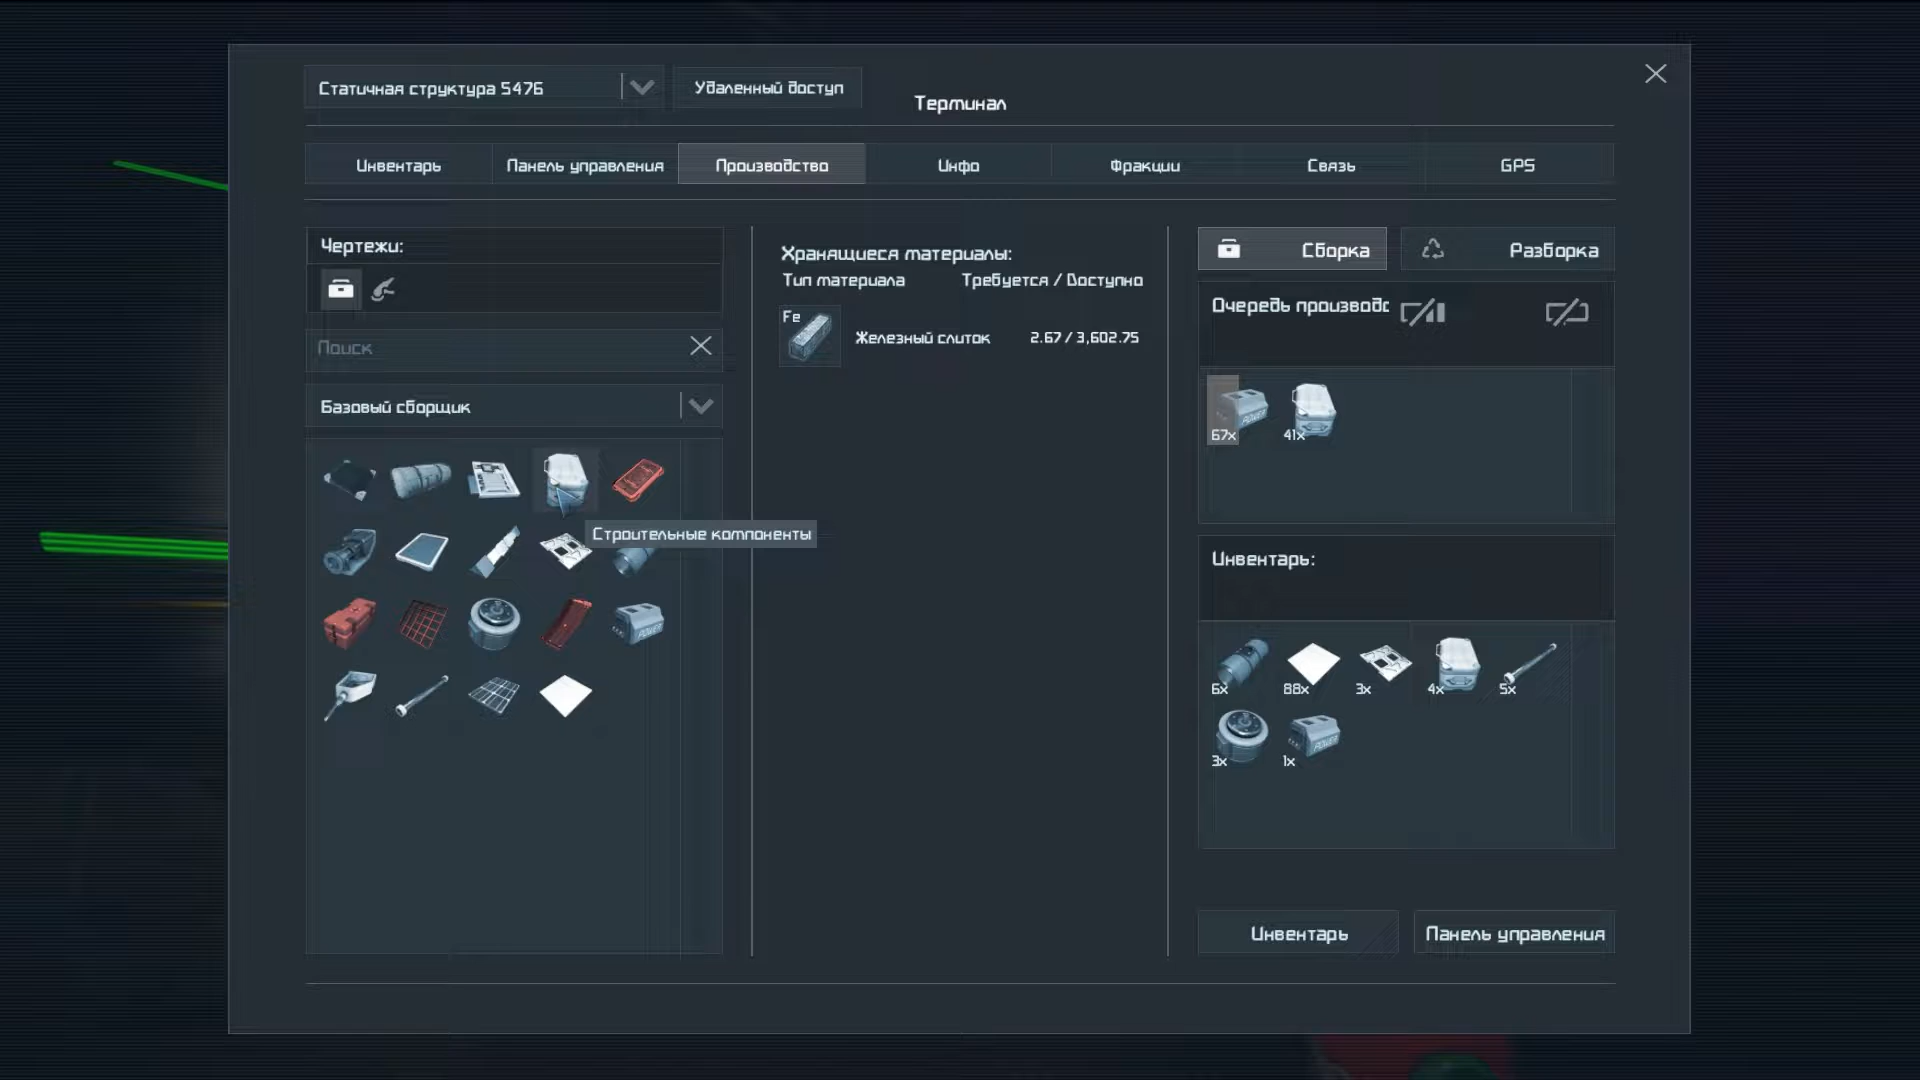 Статичная структура 5476
Удаленный доступ
Терминал
Инвентарь
Панель управления
Производство
Инфо
Фракции
Связь
GPS
Чертежи:
Поиск
Базовый сборщик
Строительные компоненты
Хранящиеся материалы:
Тип материала
Требуется / Доступно
Fe
Железный слиток
2.67 / 3,602.75
Сборка
Разборка
Очередь производс
67x
41x
Инвентарь:
6x
88x
3x
4x
5x
3x
1x
Инвентарь
Панель управления